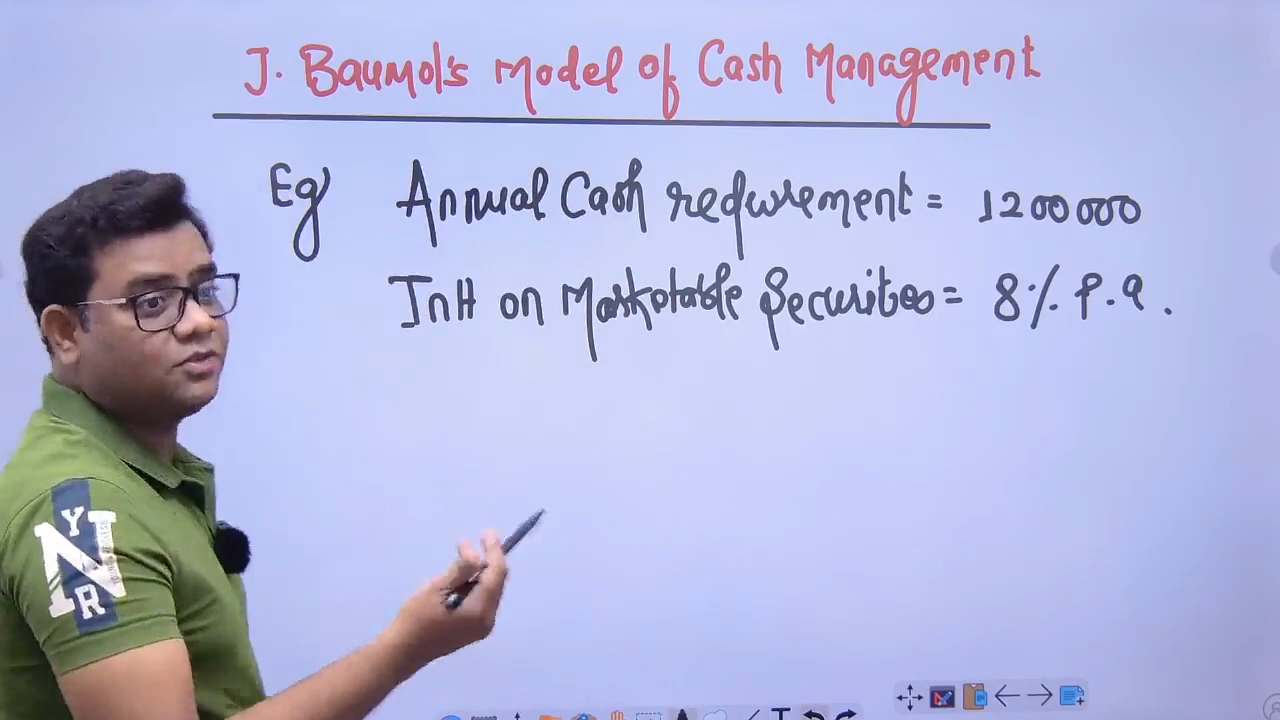 J. Baumol's Model of Cash Management
Eg Annual Cash requirement = 1200000
Intt on Marketable Securities = 8% P.a.
Y
N
R